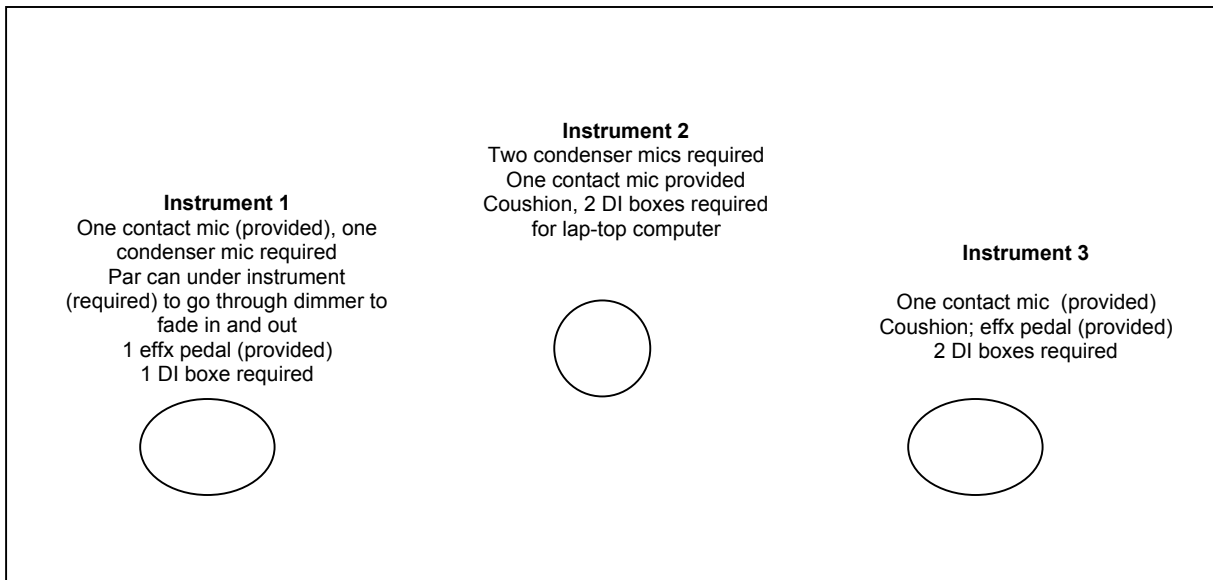 Instrument 2
Two condenser mics required
One contact mic provided
Coushion, 2 DI boxes required
for lap-top computer
Instrument 1
One contact mic (provided), one
condenser mic required
Par can under instrument
(required) to go through dimmer to
fade in and out
1 effx pedal (provided)
1 DI boxe required
Instrument 3
One contact mic  (provided)
Coushion; effx pedal (provided)
2 DI boxes required